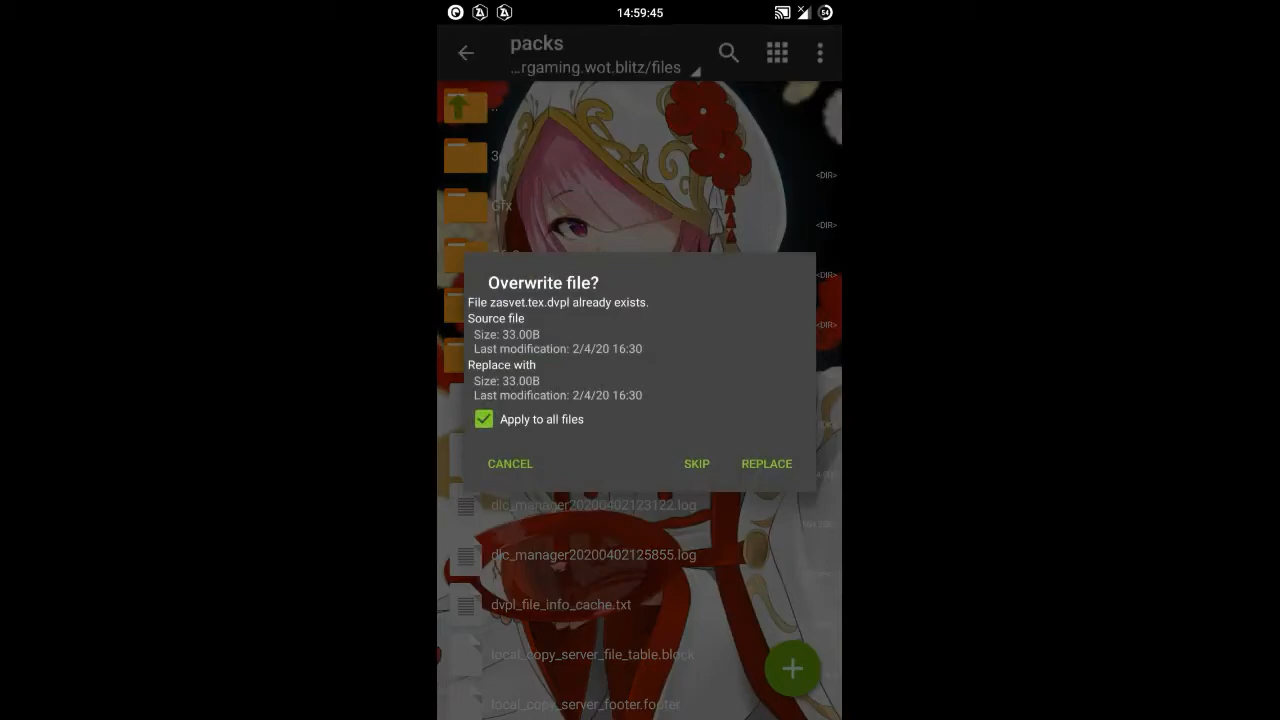 14:59:45
54
packs
...rgaming.wot.blitz/files
..
3
<DIR>
Gfx
<DIR>
<DIR>
<DIR>
Overwrite file?
File zasvet.tex.dvpl already exists.
Source file
Size: 33.00B
Last modification: 2/4/20 16:30
Replace with
Size: 33.00B
Last modification: 2/4/20 16:30
Apply to all files
CANCEL
SKIP
REPLACE
dlc_manager20200402123122.log
dlc_manager20200402125855.log
dvpl_file_info_cache.txt
local_copy_server_file_table.block
local_copy_server_footer.footer